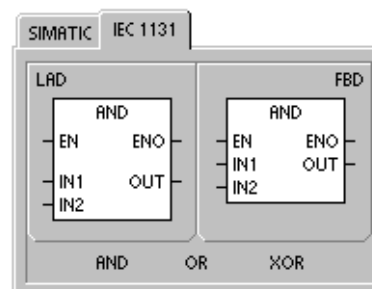 SIMATIC IEC 1131
LAD FBD
AND AND
EN ENO EN ENO
IN1 OUT IN1 OUT
IN2 IN2
AND OR XOR